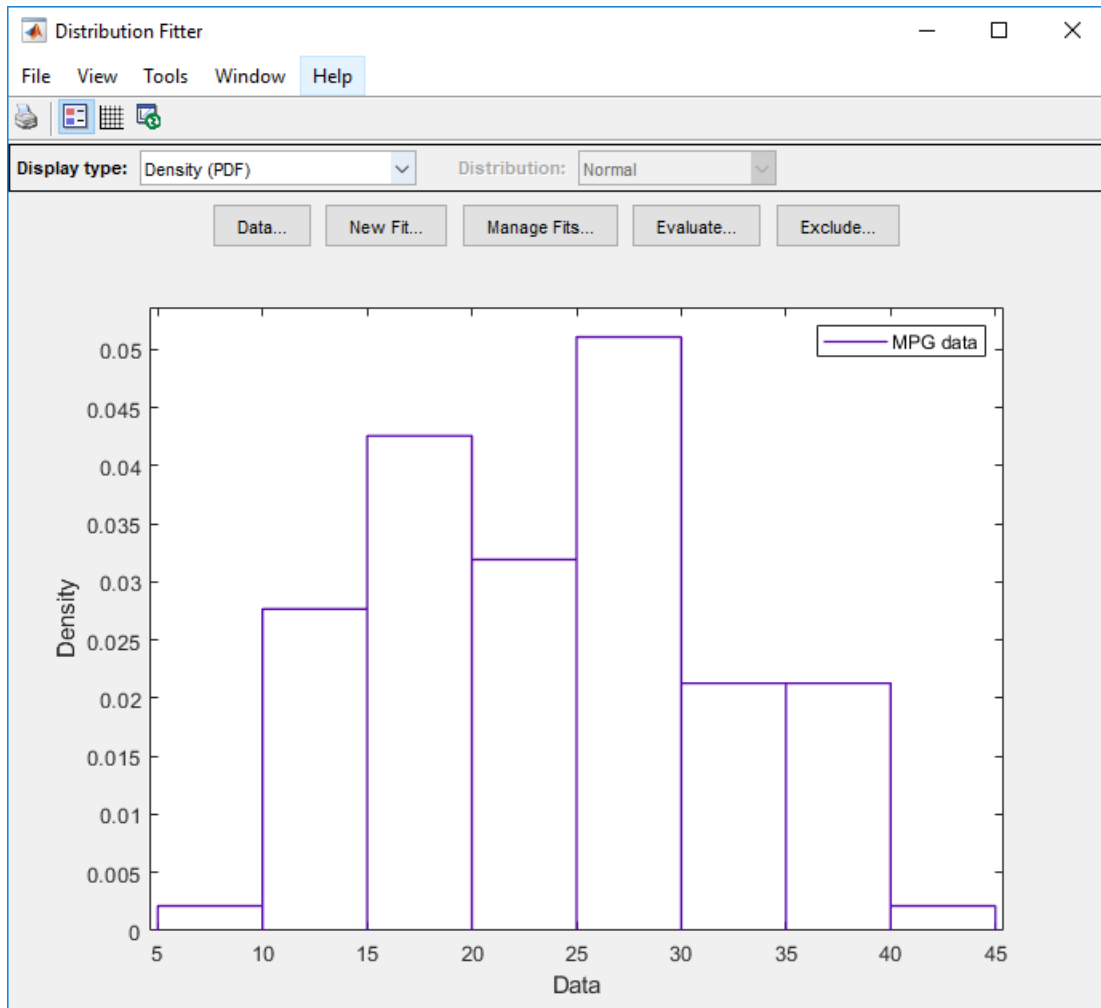 Distribution Fitter
File View Tools Window Help
Display type: Density (PDF) Distribution: Normal
Data... New Fit... Manage Fits... Evaluate... Exclude...
MPG data
0.05
0.045
0.04
0.035
0.03
0.025
0.02
0.015
0.01
0.005
0
Density
5 10 15 20 25 30 35 40 45
Data